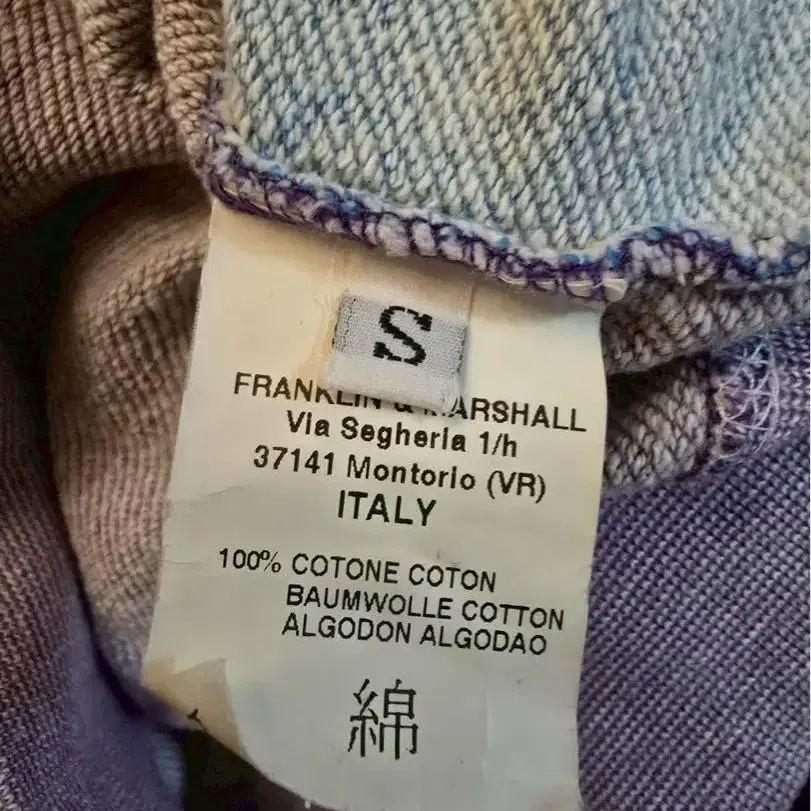 S
FRANKLIN & MARSHALL
Via Segheria 1/h
37141 Montorio (VR)
ITALY
100% COTONE COTON
BAUMWOLLE COTTON
ALGODON ALGODAO
綿